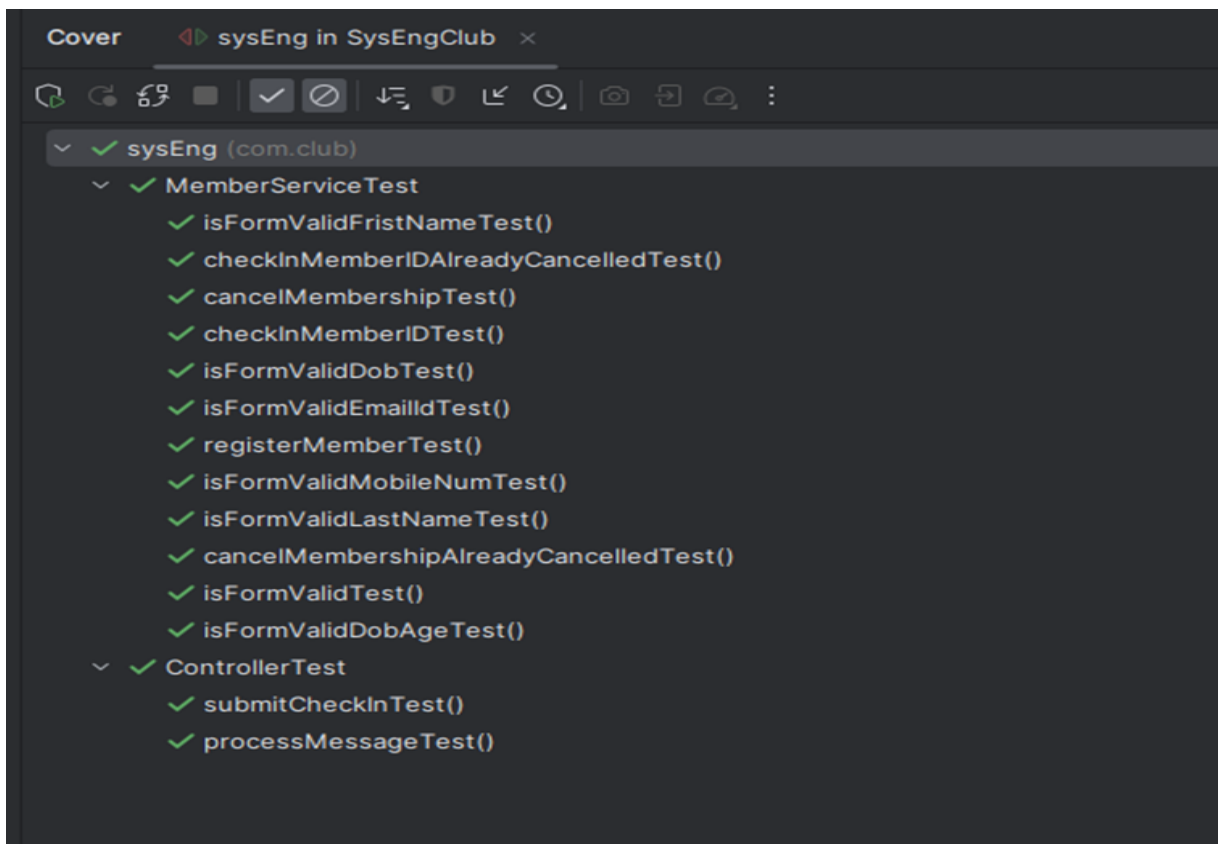 Cover sysEng in SysEngClub
sysEng (com.club)
MemberServiceTest
isFormValidFristNameTest()
checkInMemberIDAlreadyCancelledTest()
cancelMembershipTest()
checkInMemberIDTest()
isFormValidDobTest()
isFormValidEmailIdTest()
registerMemberTest()
isFormValidMobileNumTest()
isFormValidLastNameTest()
cancelMembershipAlreadyCancelledTest()
isFormValidTest()
isFormValidDobAgeTest()
ControllerTest
submitCheckInTest()
processMessageTest()